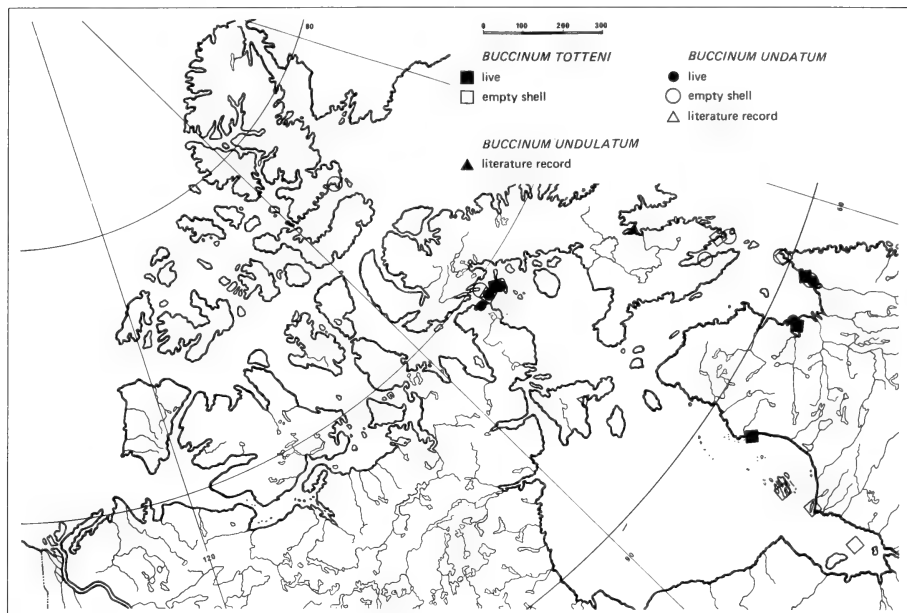 80
0 100 200 300
BUCCINUM TOTTENI
live
empty shell
BUCCINUM UNDATUM
live
empty shell
literature record
BUCCINUM UNDULATUM
literature record
60
120
90